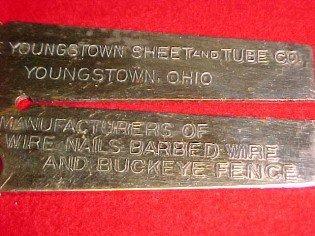 YOUNGSTOWN SHEET AND TUBE CO.
YOUNGSTOWN, OHIO
MANUFACTURERS OF
WIRE NAILS BARBED WIRE
AND BUCKEYE FENCE